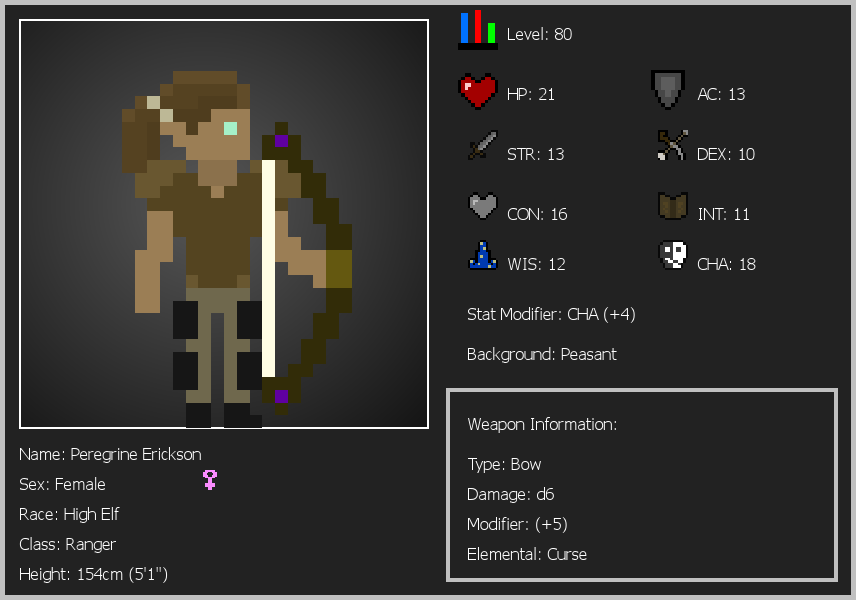 Level: 80
HP: 21
AC: 13
STR: 13
DEX: 10
CON: 16
INT: 11
WIS: 12
CHA: 18
Stat Modifier: CHA (+4)
Background: Peasant
Name: Peregrine Erickson
Sex: Female
Race: High Elf
Class: Ranger
Height: 154cm (5'1")
Weapon Information:
Type: Bow
Damage: d6
Modifier: (+5)
Elemental: Curse